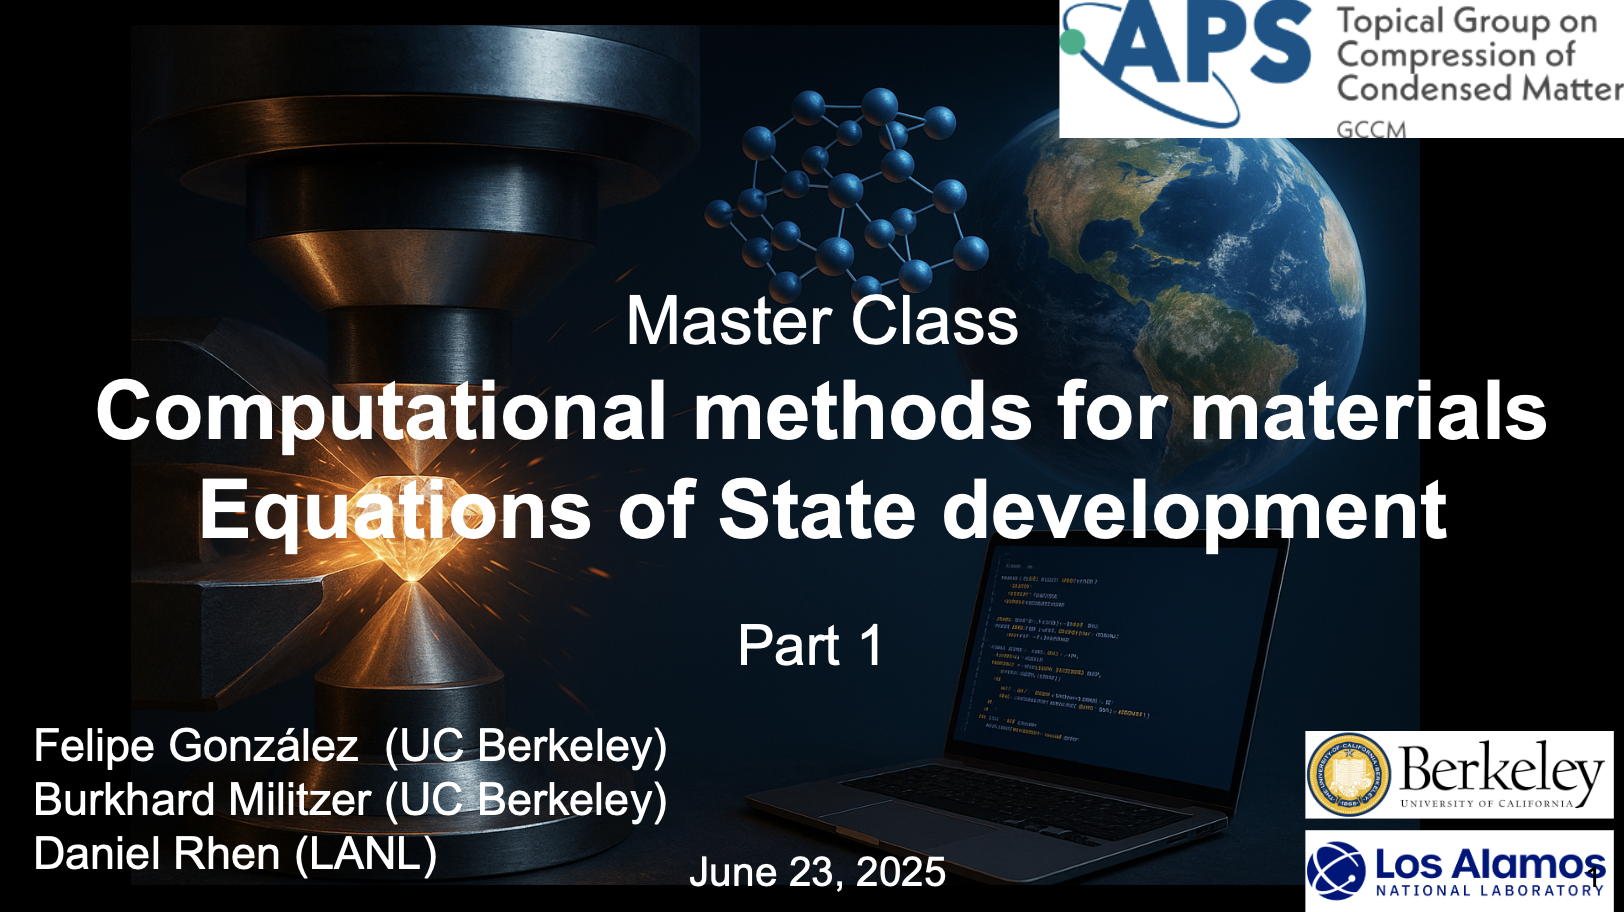 APS
Topical Group on
Compression of
Condensed Matter
GCCM
Master Class
Computational methods for materials
Equations of State development
Part 1
Felipe González (UC Berkeley)
Burkhard Militzer (UC Berkeley)
Daniel Rhen (LANL)
June 23, 2025
Berkeley
UNIVERSITY OF CALIFORNIA
Los Alamos
NATIONAL LABORATORY
1